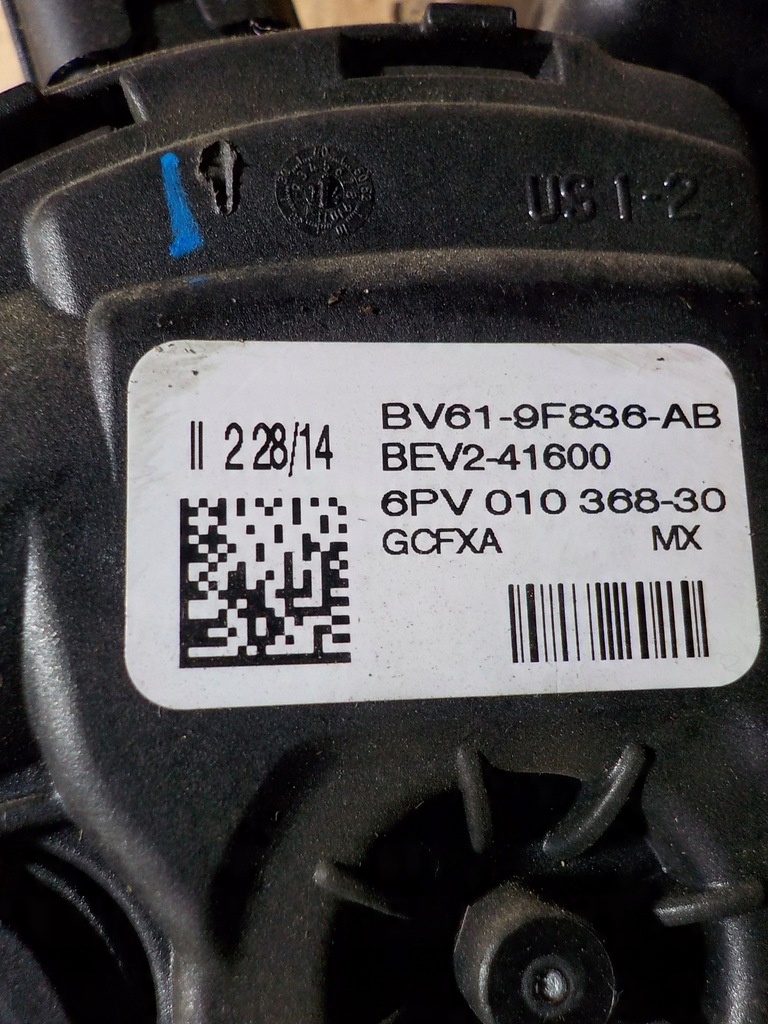 US 1-2
BV61-9F836-AB
II 2 28/14
BEV2-41600
6PV 010 368-30
GCFXA MX